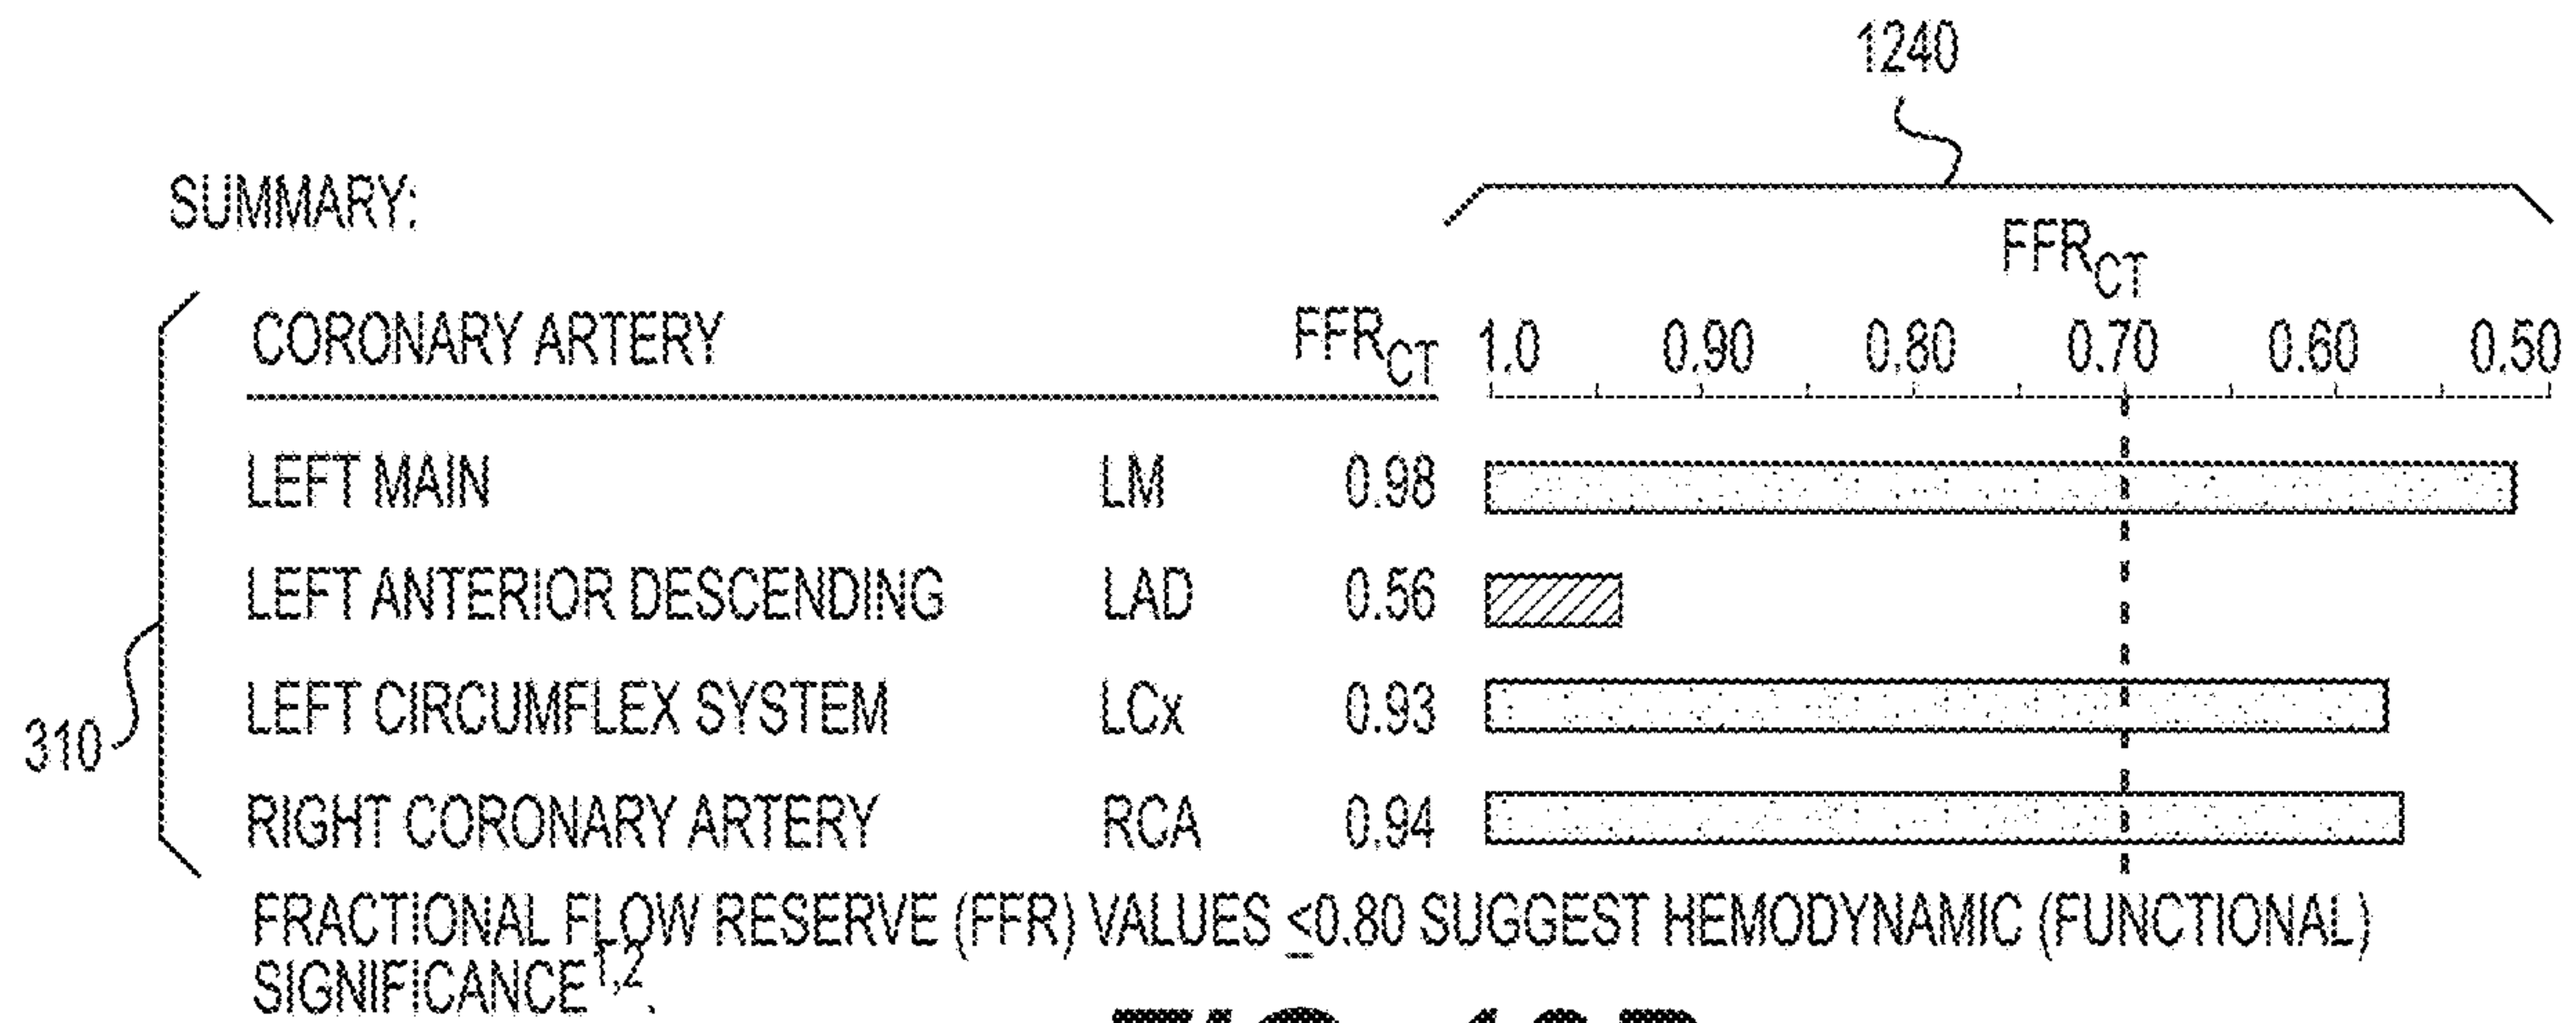 1240
SUMMARY:
FFRCT
CORONARY ARTERY FFRCT 1.0 0.90 0.80 0.70 0.60 0.50
LEFT MAIN LM 0.98
LEFT ANTERIOR DESCENDING LAD 0.56
LEFT CIRCUMFLEX SYSTEM LCx 0.93
310
RIGHT CORONARY ARTERY RCA 0.94
FRACTIONAL FLOW RESERVE (FFR) VALUES ≤0.80 SUGGEST HEMODYNAMIC (FUNCTIONAL)
SIGNIFICANCE1,2.